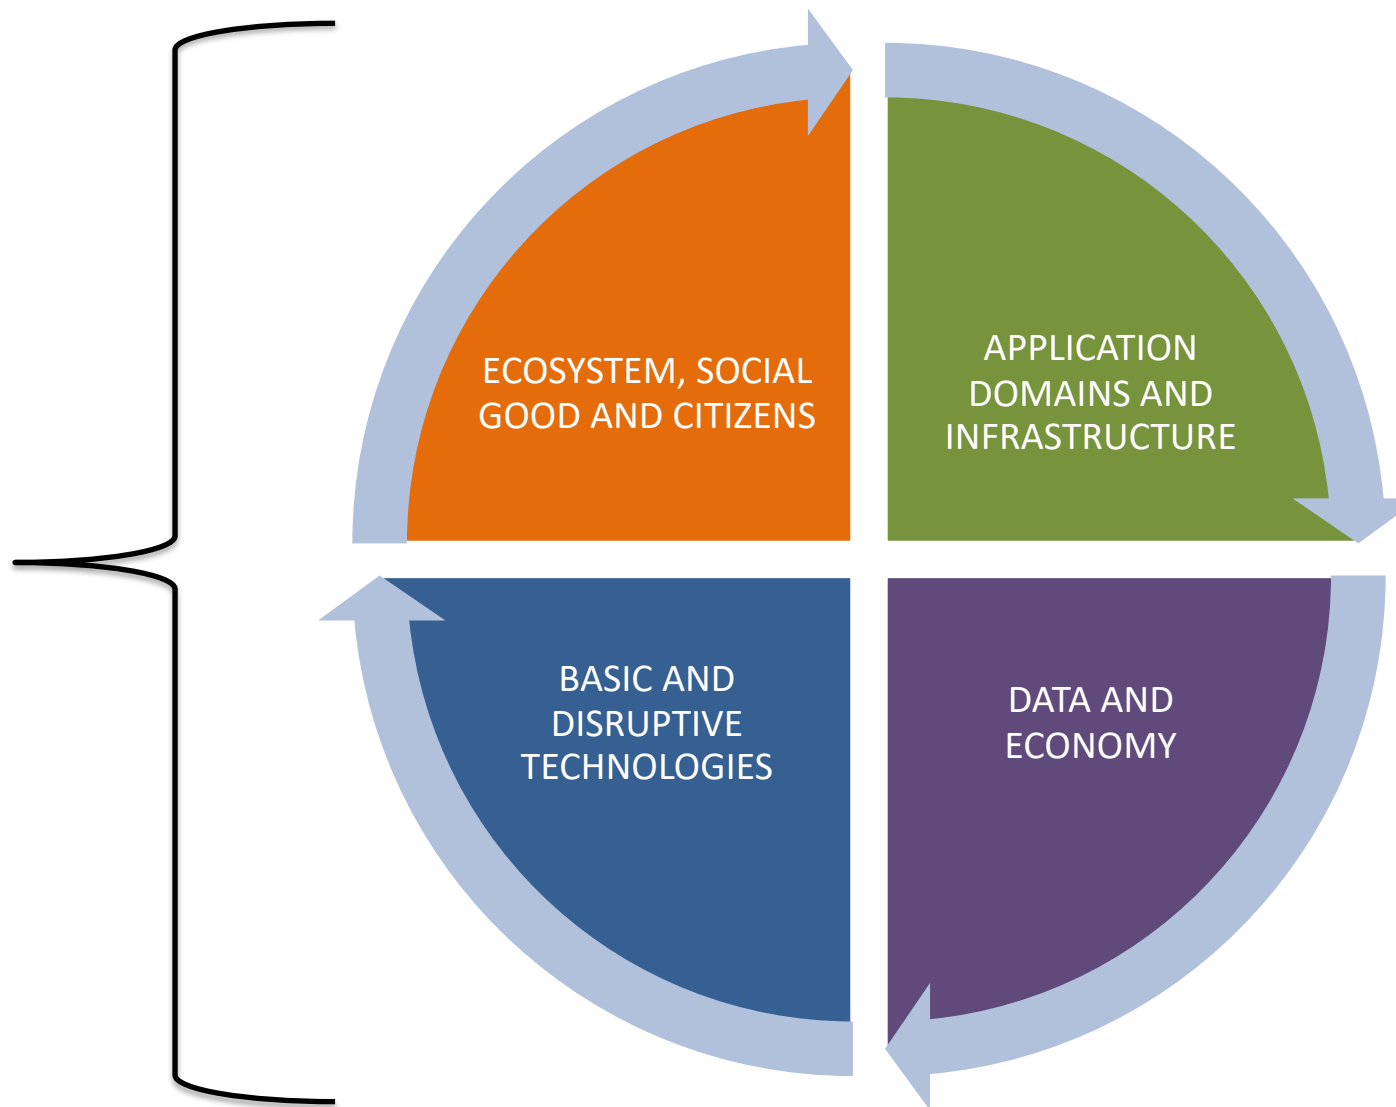 ECOSYSTEM, SOCIAL
GOOD AND CITIZENS
APPLICATION
DOMAINS AND
INFRASTRUCTURE
BASIC AND
DISRUPTIVE
TECHNOLOGIES
DATA AND
ECONOMY